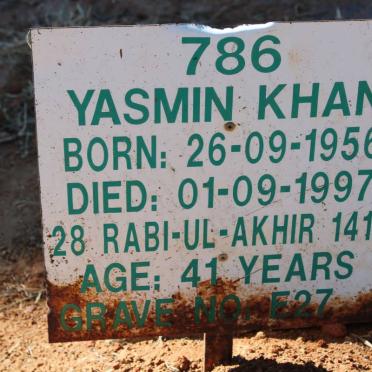 786
YASMIN KHAN
BORN: 26-09-1956
DIED: 01-09-1997
28 RABI-UL-AKHIR 141
AGE: 41 YEARS
GRAVE NO. E27